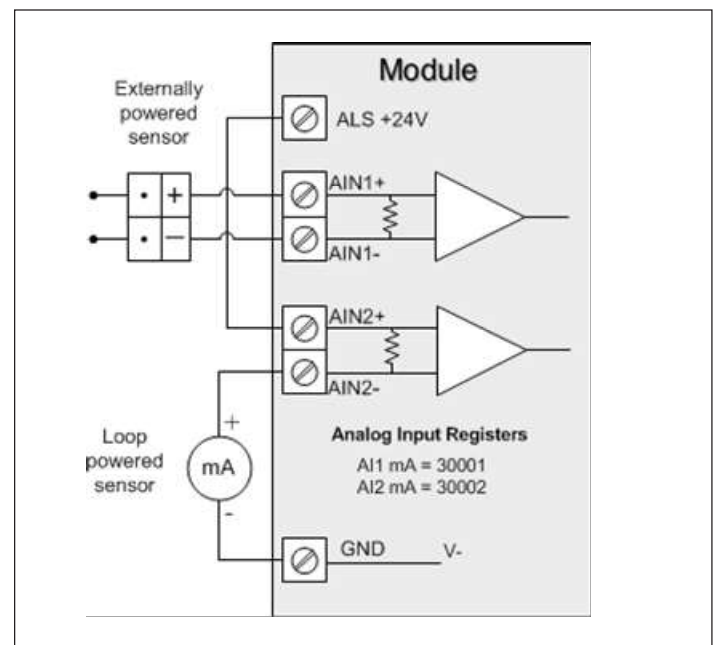 Module
Externally
powered
sensor
ALS +24V
AIN1+
+
−
AIN1-
AIN2+
AIN2-
Loop
powered
sensor
+
mA
-
Analog Input Registers
AI1 mA = 30001
AI2 mA = 30002
GND
V-